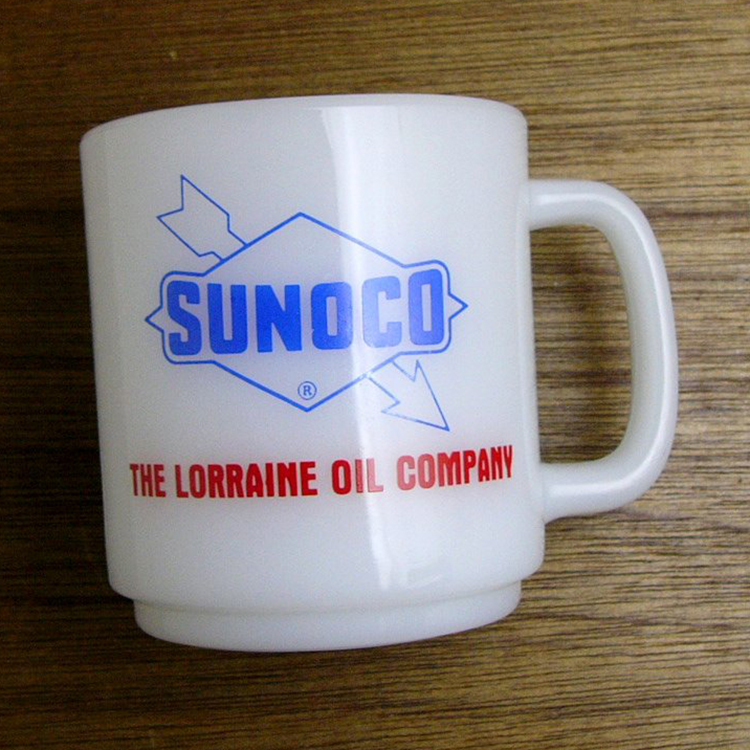 SUNOCO
®
THE LORRAINE OIL COMPANY